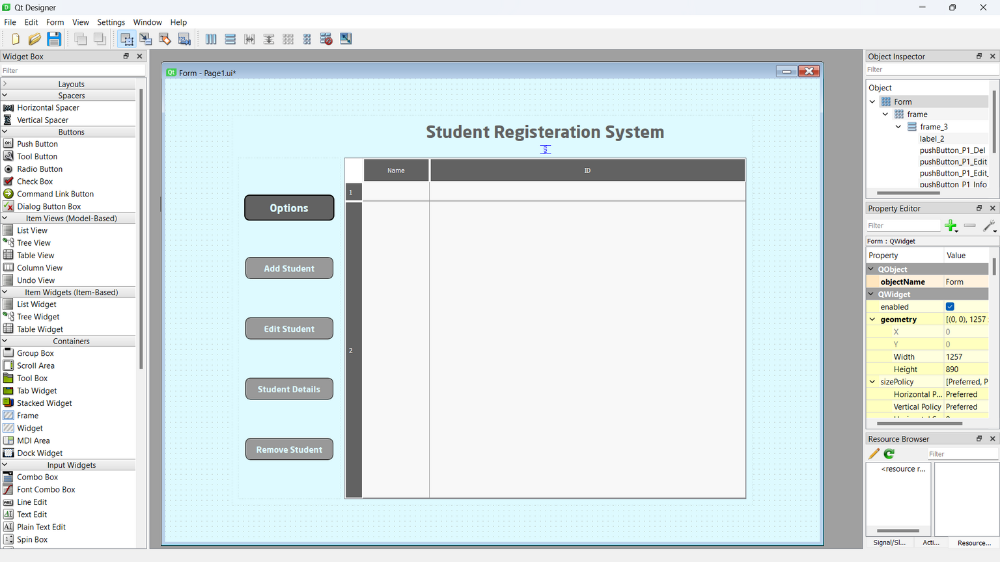 Qt Designer
File Edit Form View Settings Window Help
Widget Box
Filter
Layouts
Spacers
Horizontal Spacer
Vertical Spacer
Buttons
Push Button
Tool Button
Radio Button
Check Box
Command Link Button
Dialog Button Box
Item Views (Model-Based)
List View
Tree View
Table View
Column View
Undo View
Item Widgets (Item-Based)
List Widget
Tree Widget
Table Widget
Containers
Group Box
Scroll Area
Tool Box
Tab Widget
Stacked Widget
Frame
Widget
MDI Area
Dock Widget
Input Widgets
Combo Box
Font Combo Box
Line Edit
Text Edit
Plain Text Edit
Spin Box
Form - Page1.ui*
Student Registeration System
Name ID
1
2
Options
Add Student
Edit Student
Student Details
Remove Student
Object Inspector
Filter
Object
Form
frame
frame_3
label_2
pushButton_P1_Del
pushButton_P1_Edit
pushButton_P1_Edit_
pushButton_P1_Info
Property Editor
Filter
Form : QWidget
Property Value
QObject
objectName Form
QWidget
enabled
geometry [(0, 0), 1257
X 0
Y 0
Width 1257
Height 890
sizePolicy [Preferred, P
Horizontal P... Preferred
Vertical Policy Preferred
Resource Browser
Filter
<resource r...
Signal/Sl... Acti... Resource...